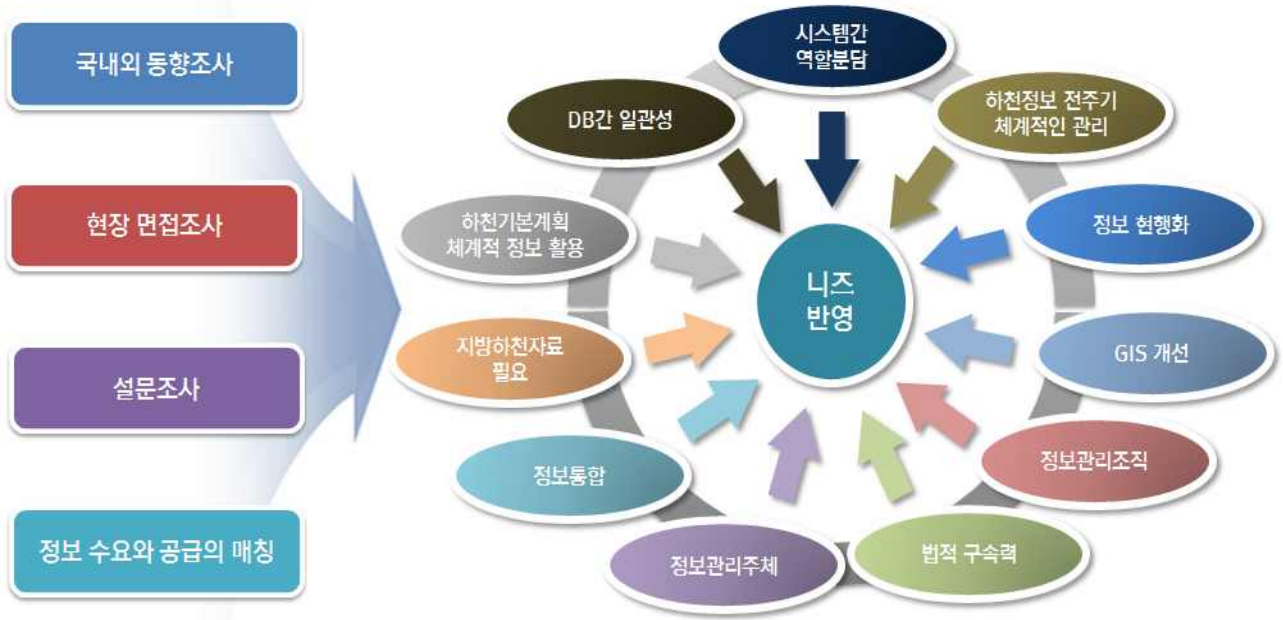 국내외 동향조사
현장 면접조사
설문조사
정보 수요와 공급의 매칭
시스템간
역할분담
하천정보 전주기
체계적인 관리
정보 현행화
GIS 개선
정보관리조직
법적 구속력
정보관리주체
정보통합
지방하천자료
필요
하천기본계획
체계적 정보 활용
DB간 일관성
니즈
반영